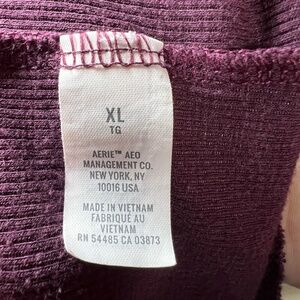 XL
TG
AERIE™ AEO
MANAGEMENT CO.
NEW YORK, NY
10016 USA
MADE IN VIETNAM
FABRIQUÉ AU
VIETNAM
RN 54485 CA 03873